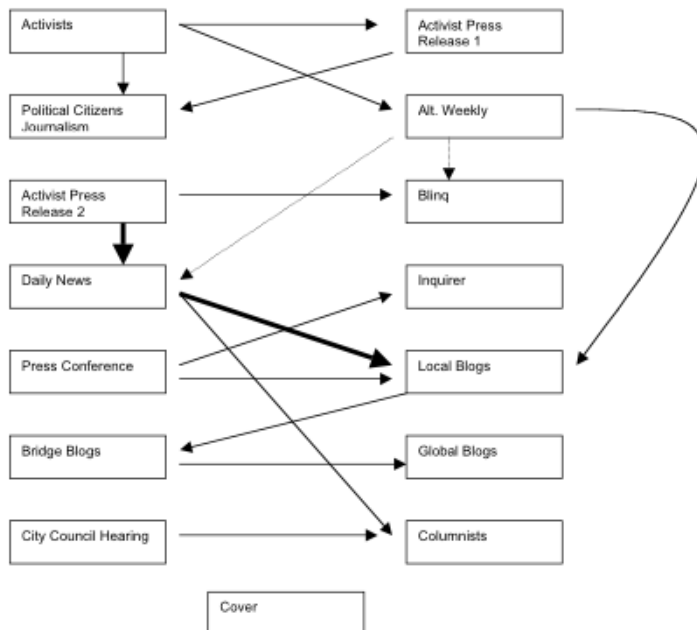 Activists
Activist Press
Release 1
Political Citizens
Journalism
Alt. Weekly
Activist Press
Release 2
Blinq
Daily News
Inquirer
Press Conference
Local Blogs
Bridge Blogs
Global Blogs
City Council Hearing
Columnists
Cover